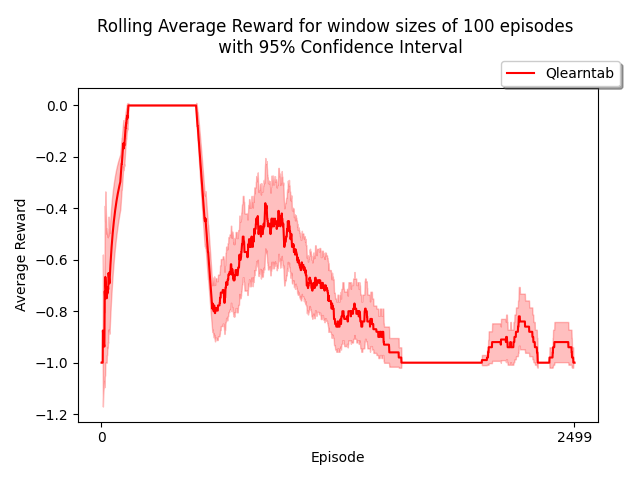 Rolling Average Reward for window sizes of 100 episodes
with 95% Confidence Interval
Qlearntab
0.0
−0.2
−0.4
−0.6
−0.8
−1.0
−1.2
Average Reward
0
2499
Episode